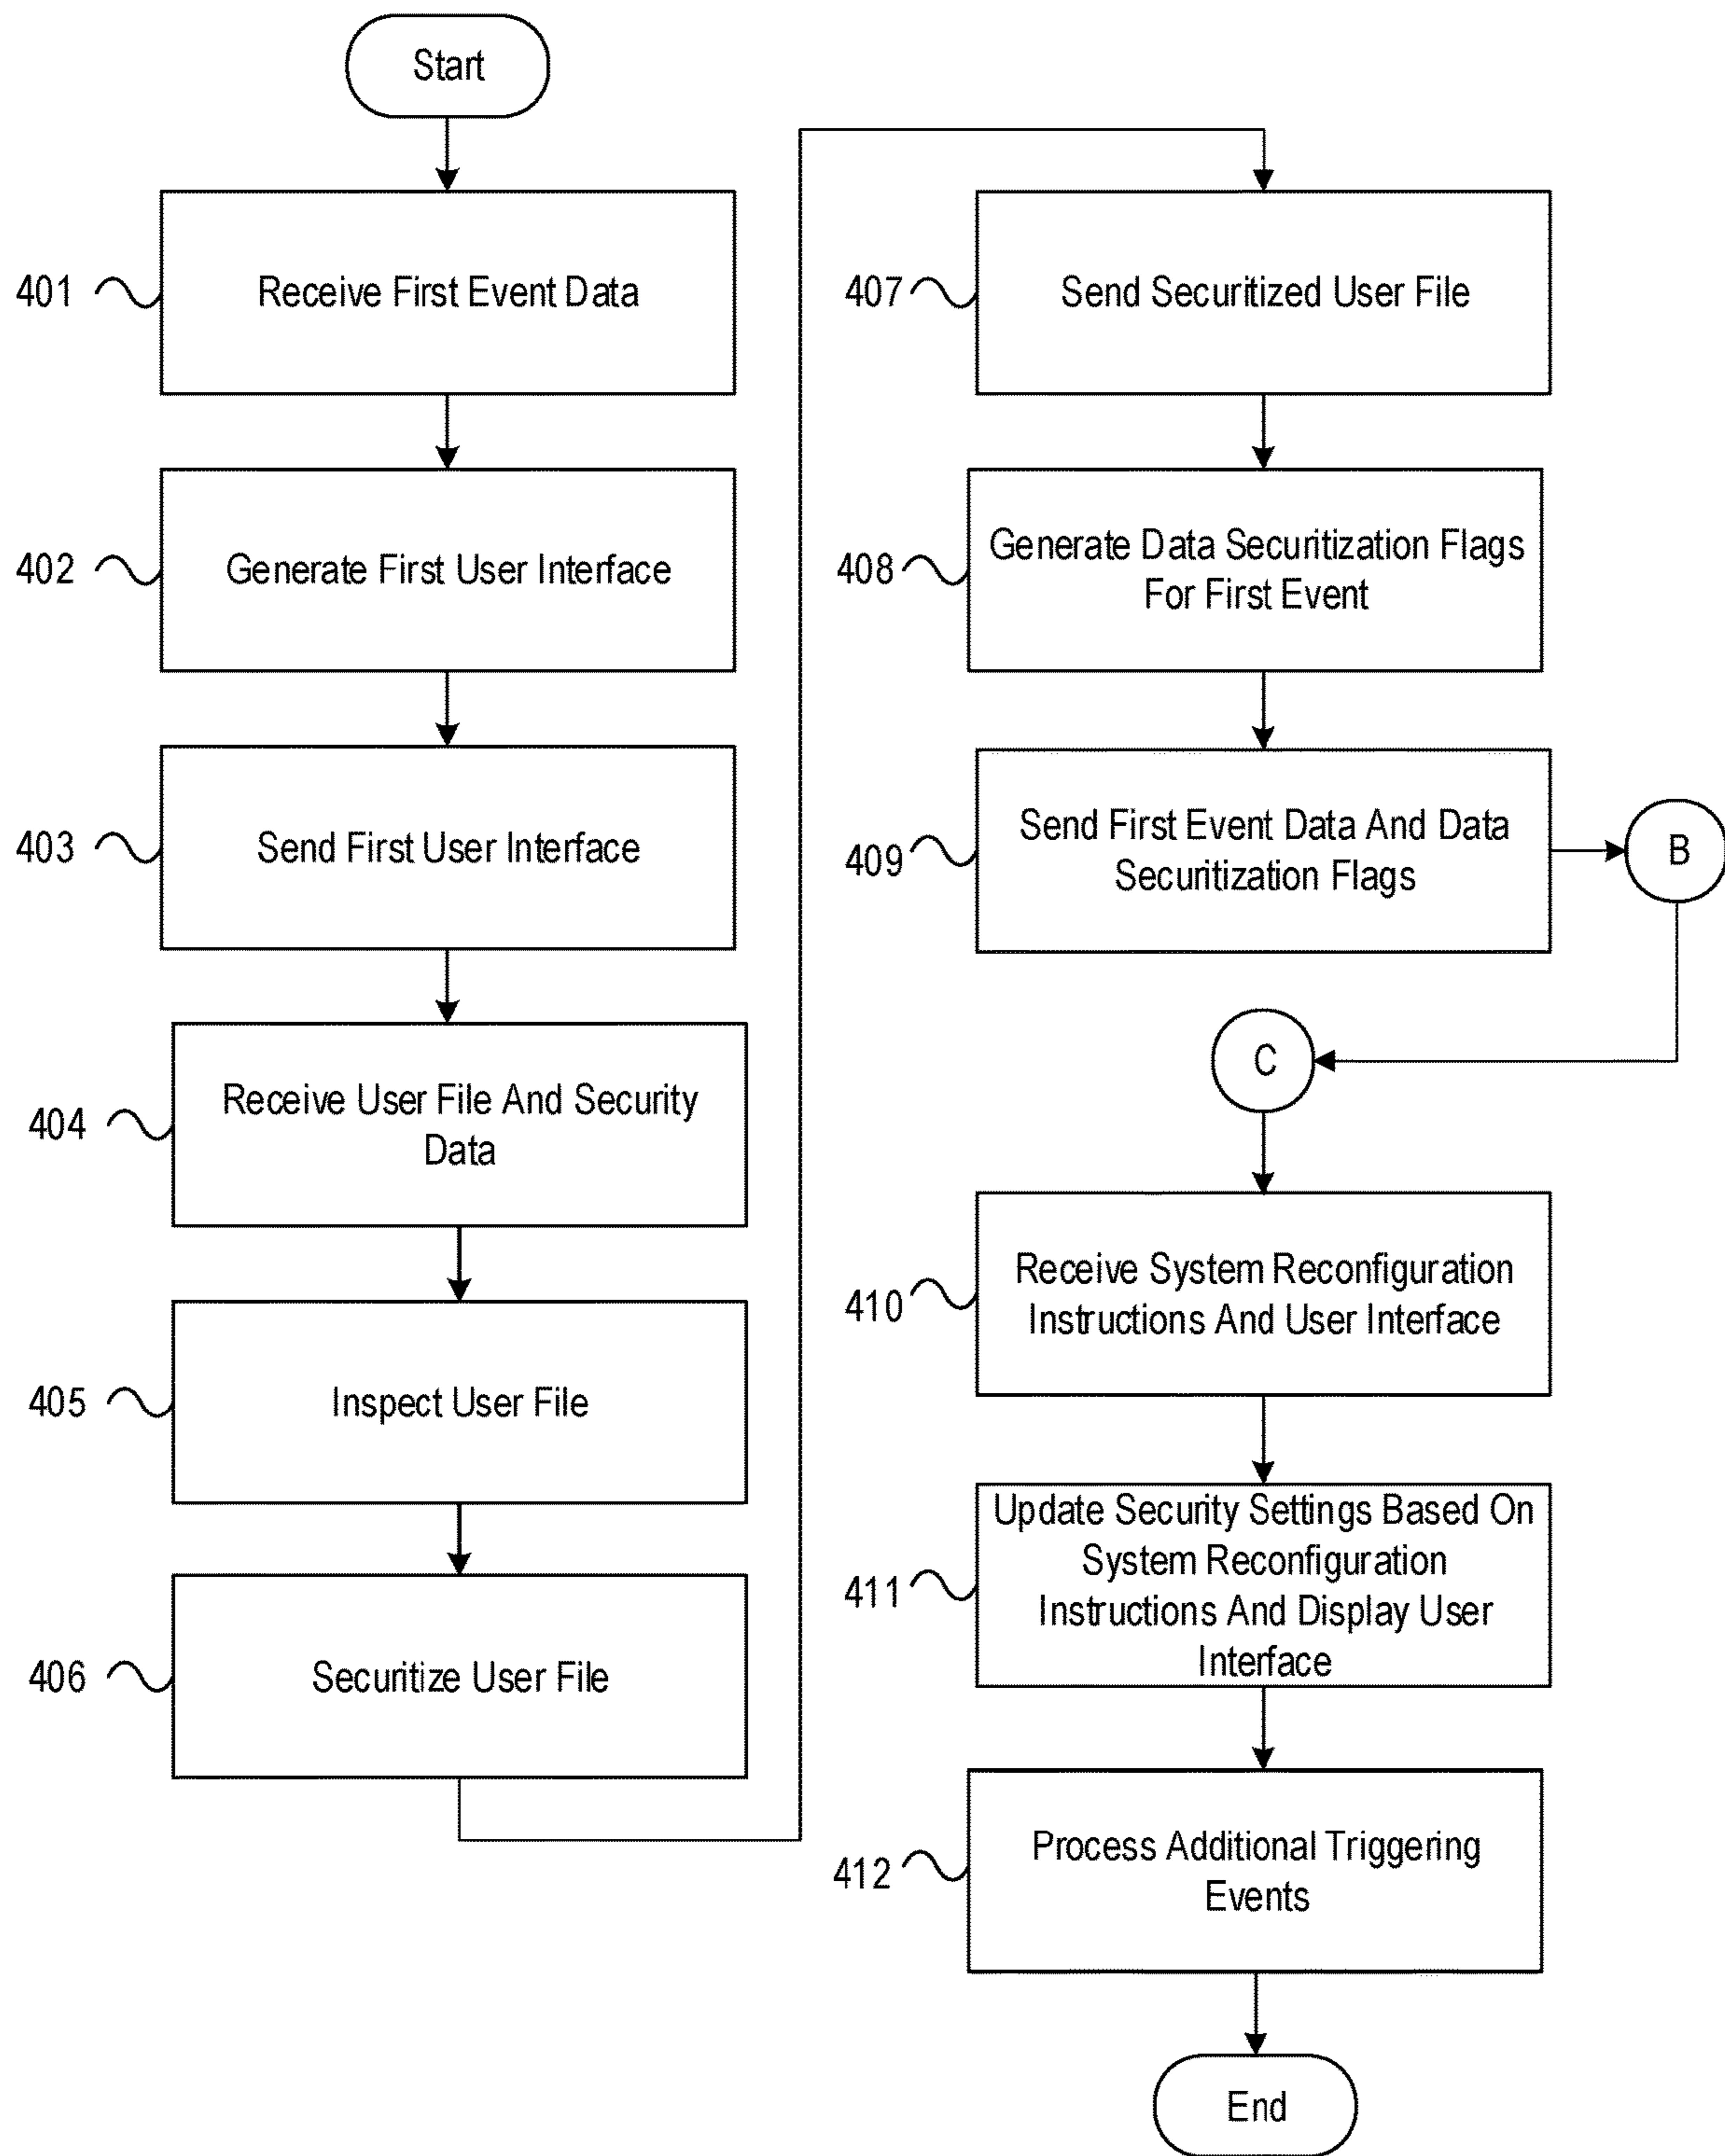 Start
401
Receive First Event Data
402
Generate First User Interface
403
Send First User Interface
404
Receive User File And Security
Data
405
Inspect User File
406
Securitize User File
407
Send Securitized User File
408
Generate Data Securitization Flags
For First Event
409
Send First Event Data And Data
Securitization Flags
B
C
410
Receive System Reconfiguration
Instructions And User Interface
411
Update Security Settings Based On
System Reconfiguration
Instructions And Display User
Interface
412
Process Additional Triggering
Events
End